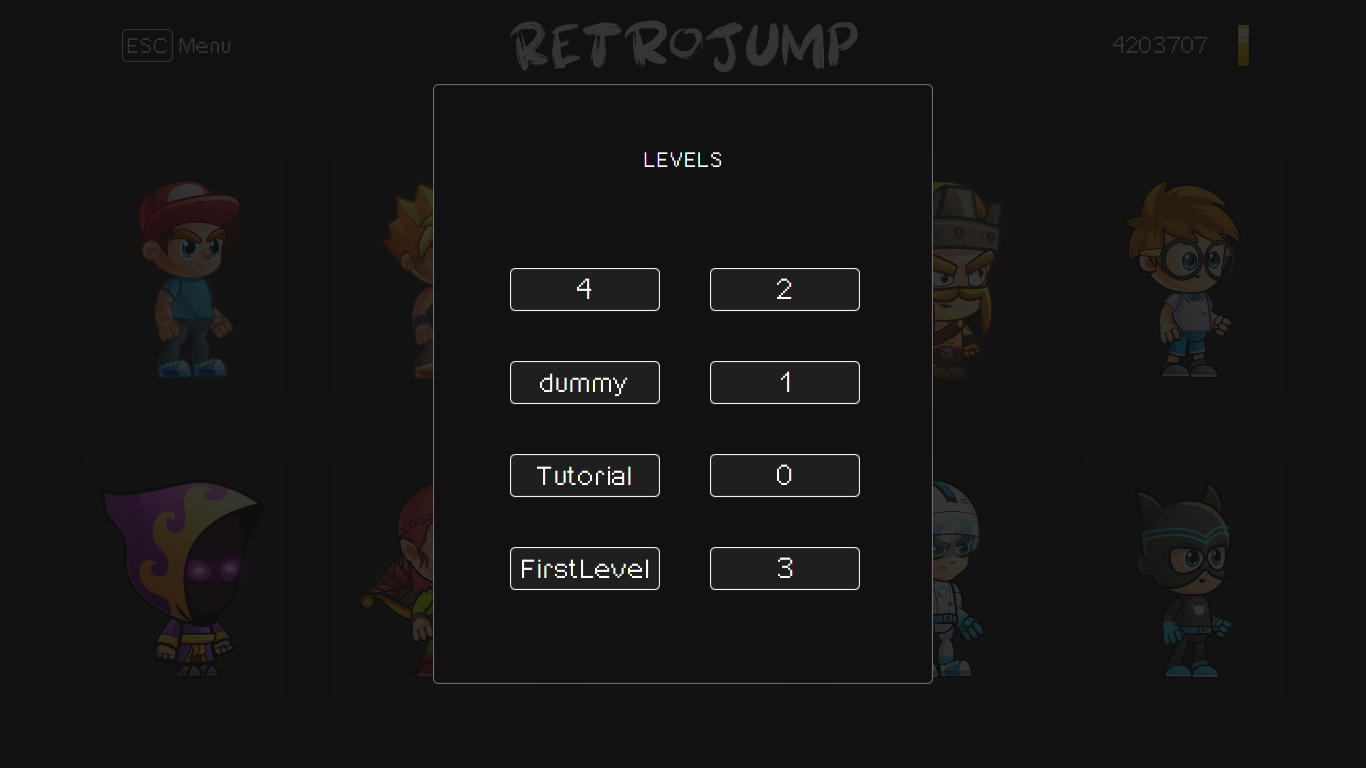 ESC Menu
RETROJUMP
4203707
LEVELS
4 2
dummy 1
Tutorial 0
FirstLevel 3